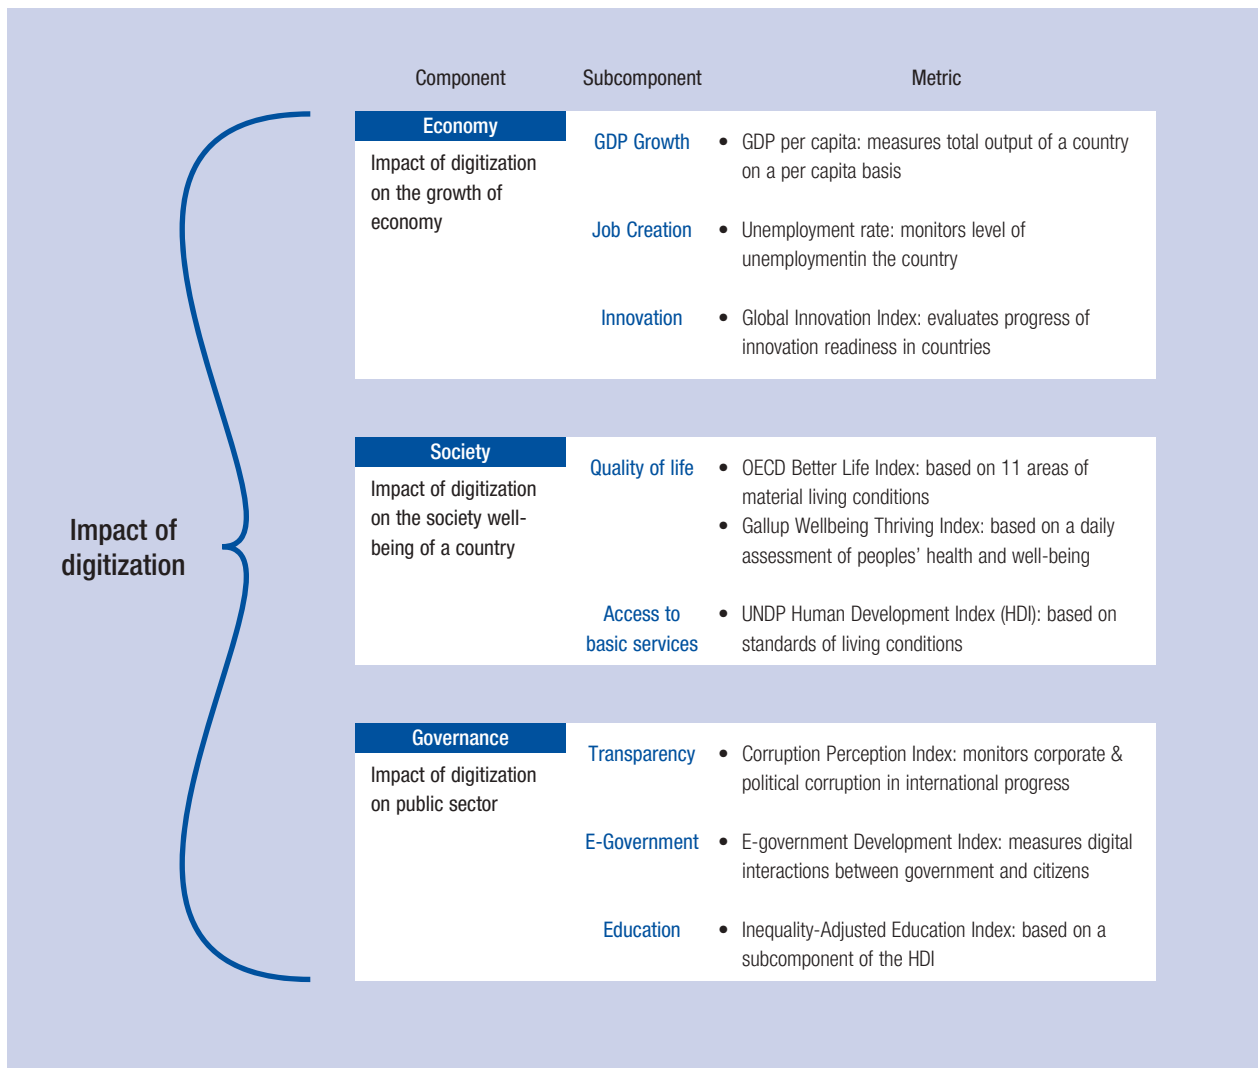 Component
Subcomponent
Metric
Impact of
digitization
Economy
Impact of digitization
on the growth of
economy
GDP Growth
• GDP per capita: measures total output of a country
on a per capita basis
Job Creation
• Unemployment rate: monitors level of
unemploymentin the country
Innovation
• Global Innovation Index: evaluates progress of
innovation readiness in countries
Society
Impact of digitization
on the society well-
being of a country
Quality of life
• OECD Better Life Index: based on 11 areas of
material living conditions
• Gallup Wellbeing Thriving Index: based on a daily
assessment of peoples’ health and well-being
Access to
basic services
• UNDP Human Development Index (HDI): based on
standards of living conditions
Governance
Impact of digitization
on public sector
Transparency
• Corruption Perception Index: monitors corporate &
political corruption in international progress
E-Government
• E-government Development Index: measures digital
interactions between government and citizens
Education
• Inequality-Adjusted Education Index: based on a
subcomponent of the HDI